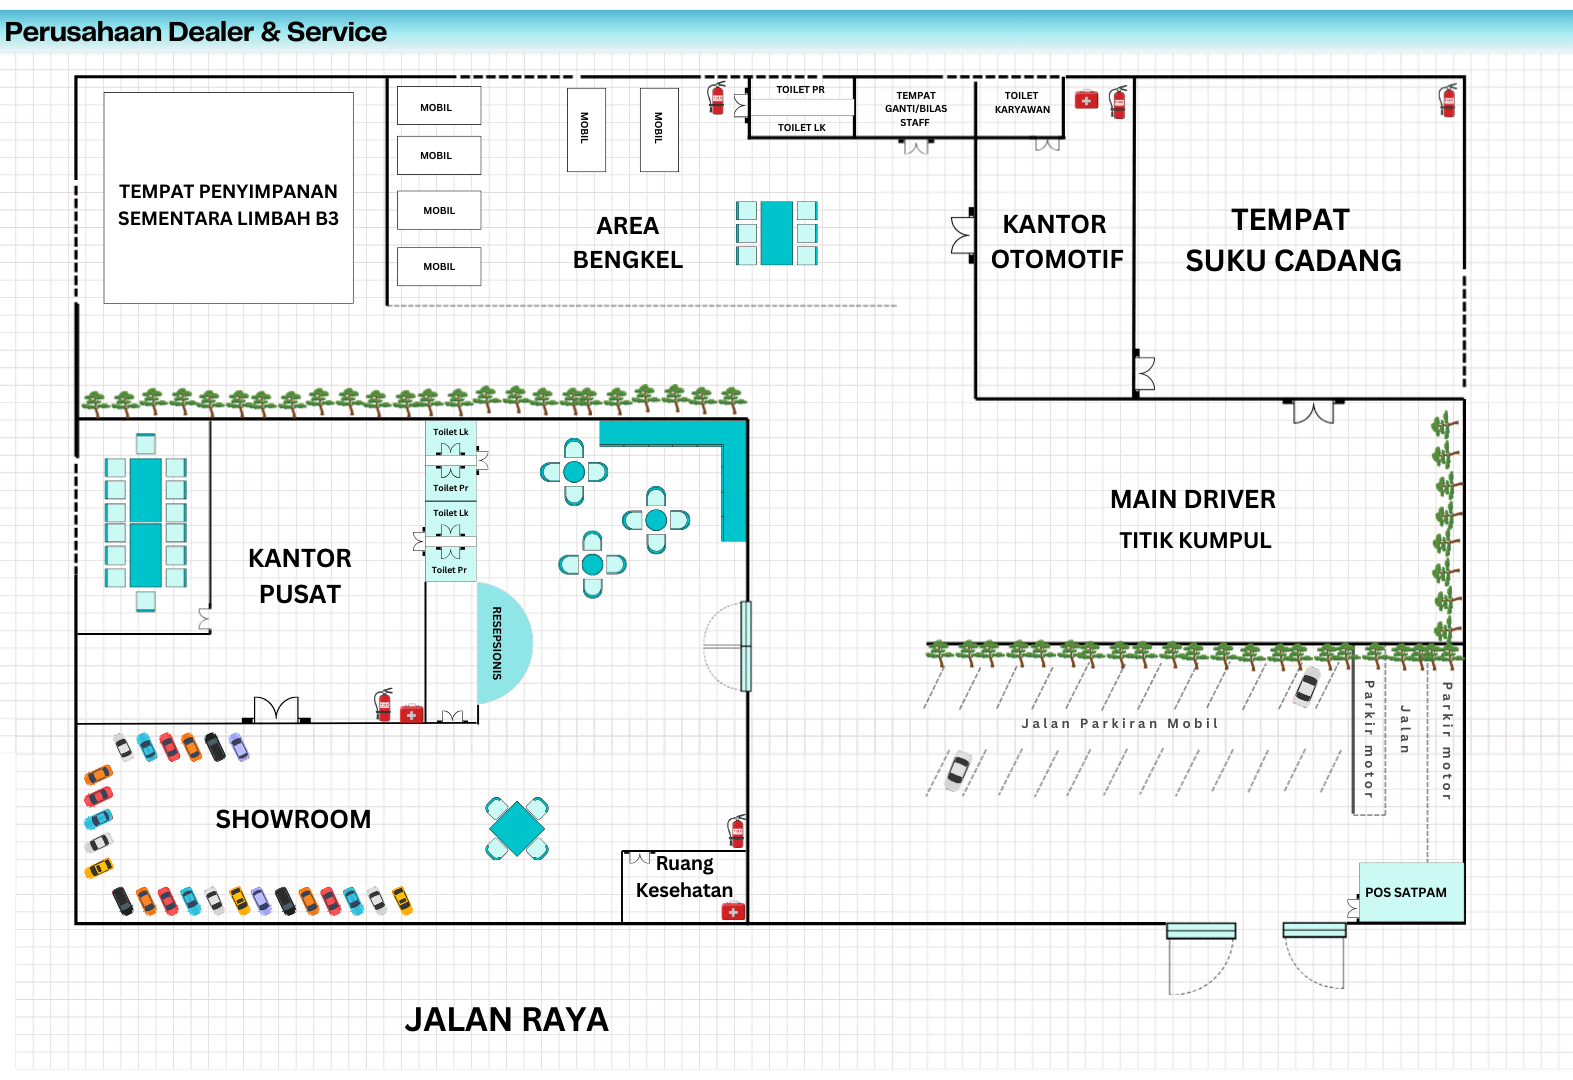 Perusahaan Dealer & Service
TEMPAT PENYIMPANAN
SEMENTARA LIMBAH B3
MOBIL
MOBIL
MOBIL
MOBIL
MOBIL
MOBIL
AREA
BENGKEL
TOILET PR
TOILET LK
TEMPAT
GANTI/BILAS
STAFF
TOILET
KARYAWAN
KANTOR
OTOMOTIF
TEMPAT
SUKU CADANG
KANTOR
PUSAT
Toilet Lk
Toilet Pr
Toilet Lk
Toilet Pr
RESEPSIONIS
MAIN DRIVER
TITIK KUMPUL
Jalan Parkiran Mobil
Parkir motor
Jalan
Parkir motor
SHOWROOM
Ruang
Kesehatan
POS SATPAM
JALAN RAYA